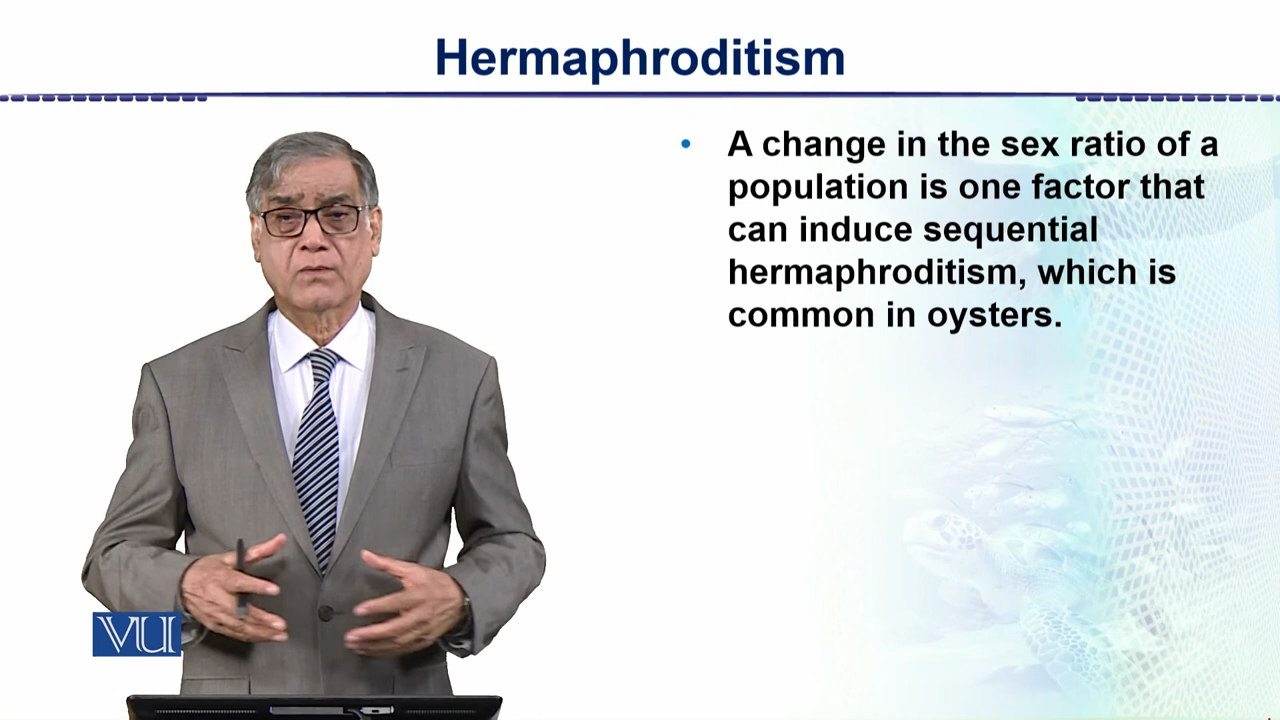 Hermaphroditism
• A change in the sex ratio of a
population is one factor that
can induce sequential
hermaphroditism, which is
common in oysters.
VU